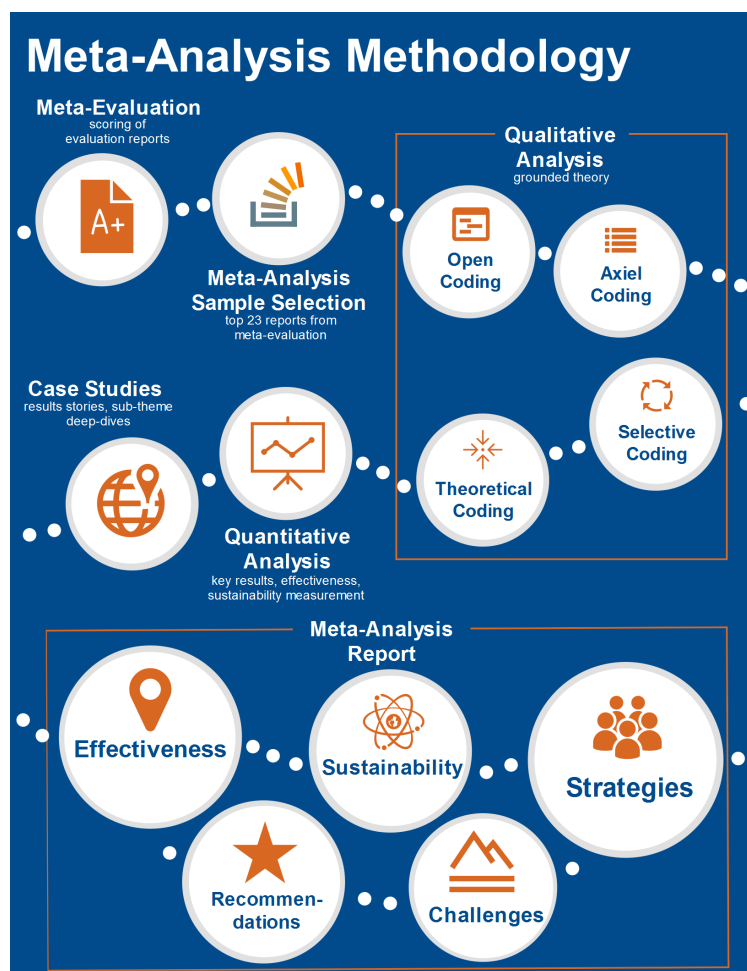 Meta-Analysis Methodology
Meta-Evaluation
scoring of
evaluation reports
A+
Meta-Analysis
Sample Selection
top 23 reports from
meta-evaluation
Qualitative
Analysis
grounded theory
Open
Coding
Axiel
Coding
Selective
Coding
Theoretical
Coding
Quantitative
Analysis
key results, effectiveness,
sustainability measurement
Case Studies
results stories, sub-theme
deep-dives
Meta-Analysis
Report
Effectiveness
Sustainability
Strategies
Recommen-
dations
Challenges